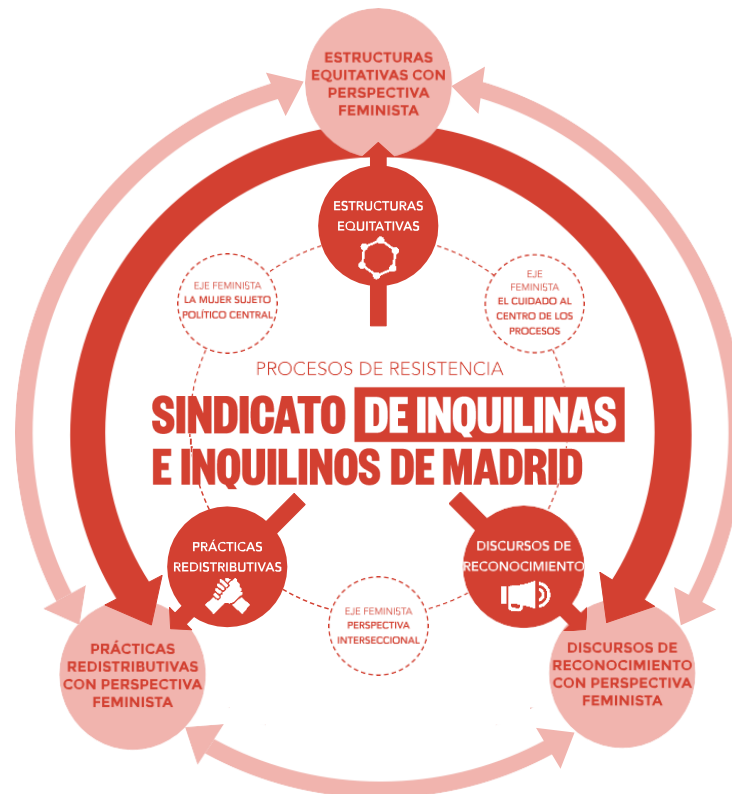 ESTRUCTURAS
EQUITATIVAS CON
PERSPECTIVA
FEMINISTA
ESTRUCTURAS
EQUITATIVAS
EJE FEMINISTA
LA MUJER SUJETO
POLÍTICO CENTRAL
EJE
FEMINISTA
EL CUIDADO AL
CENTRO DE LOS
PROCESOS
PROCESOS DE RESISTENCIA
SINDICATO DE INQUILINAS
E INQUILINOS DE MADRID
PRÁCTICAS
REDISTRIBUTIVAS
DISCURSOS DE
RECONOCIMIENTO
EJE FEMINISTA
PERSPECTIVA
INTERSECCIONAL
PRÁCTICAS
REDISTRIBUTIVAS
CON PERSPECTIVA
FEMINISTA
DISCURSOS DE
RECONOCIMIENTO
CON PERSPECTIVA
FEMINISTA